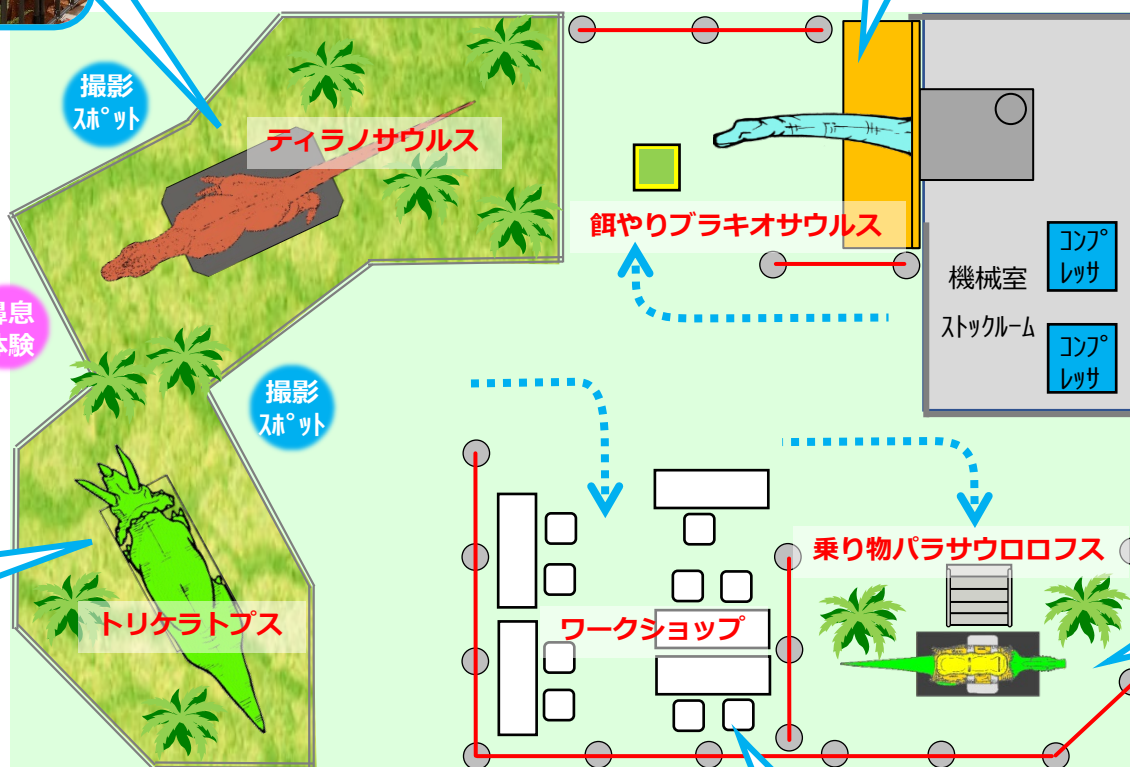 撮影
スポット
ティラノサウルス
餌やりブラキオサウルス
コンプ
レッサ
機械室
ストックルーム
コンプ
レッサ
鼻息
体験
撮影
スポット
乗り物パラサウロロフス
トリケラトプス
ワークショップ